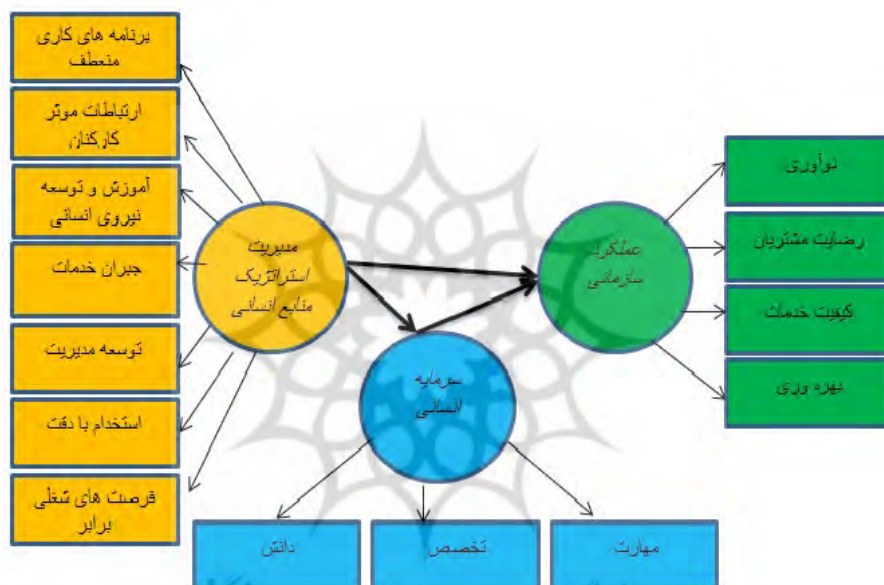 برنامه های کاری
منعطف
ارتباطات موثر
کارکنان
آموزش و توسعه
نیروی انسانی
جبران خدمات
توسعه مدیریت
استخدام با دقت
فرصت های شغلی
برابر
مدیریت
استراتژیک
منابع انسانی
عملکرد
سازمانی
سرمایه
انسانی
نوآوری
رضایت مشتریان
کیفیت خدمات
بهره وری
دانش
تخصص
مهارت